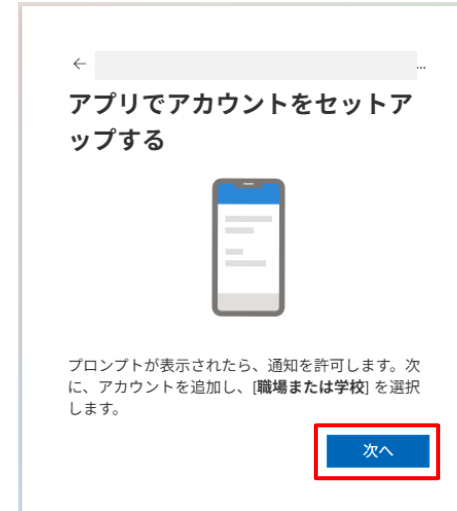 ←
...
アプリでアカウントをセットア
ップする
プロンプトが表示されたら、通知を許可します。次
に、アカウントを追加し、[職場または学校] を選択
します。
次へ